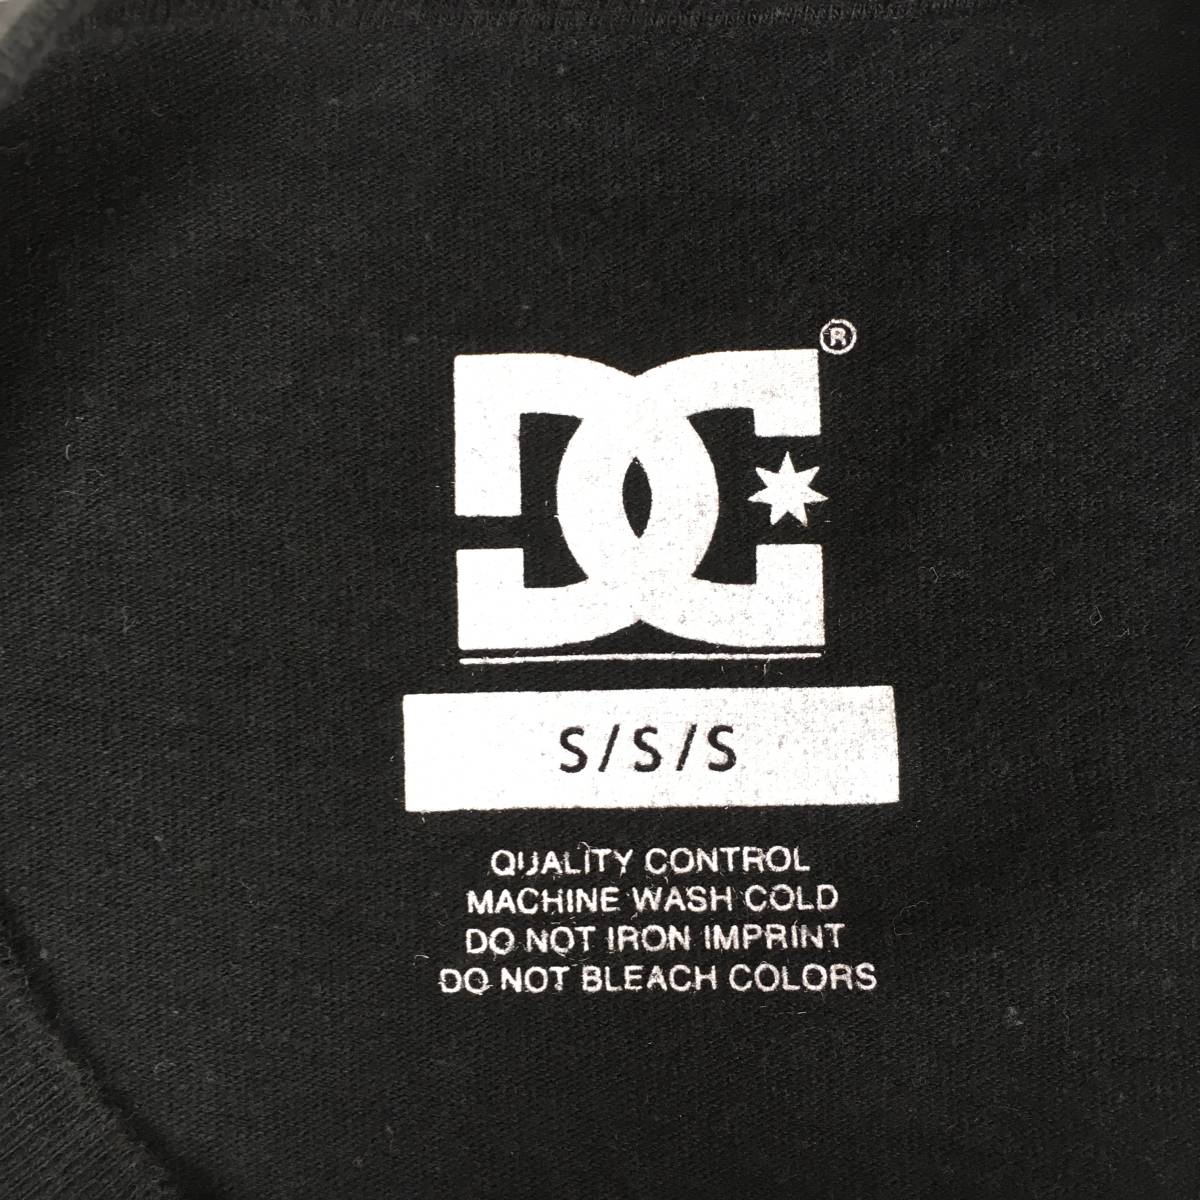 DC®
S/S/S
QUALITY CONTROL
MACHINE WASH COLD
DO NOT IRON IMPRINT
DO NOT BLEACH COLORS